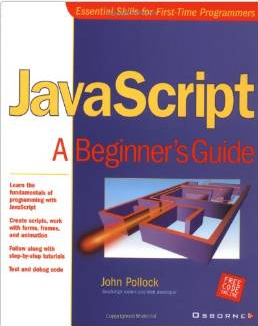 Essential Skills for First-Time Programmers
JavaScript
A Beginner's Guide
Learn the
fundamentals of
programming with
JavaScript
Create scripts, work
with forms, frames,
and animation
Follow along with
step-by-step tutorials
Test and debug code
John Pollock
FREE
CODE
ONLINE
OSBORNE